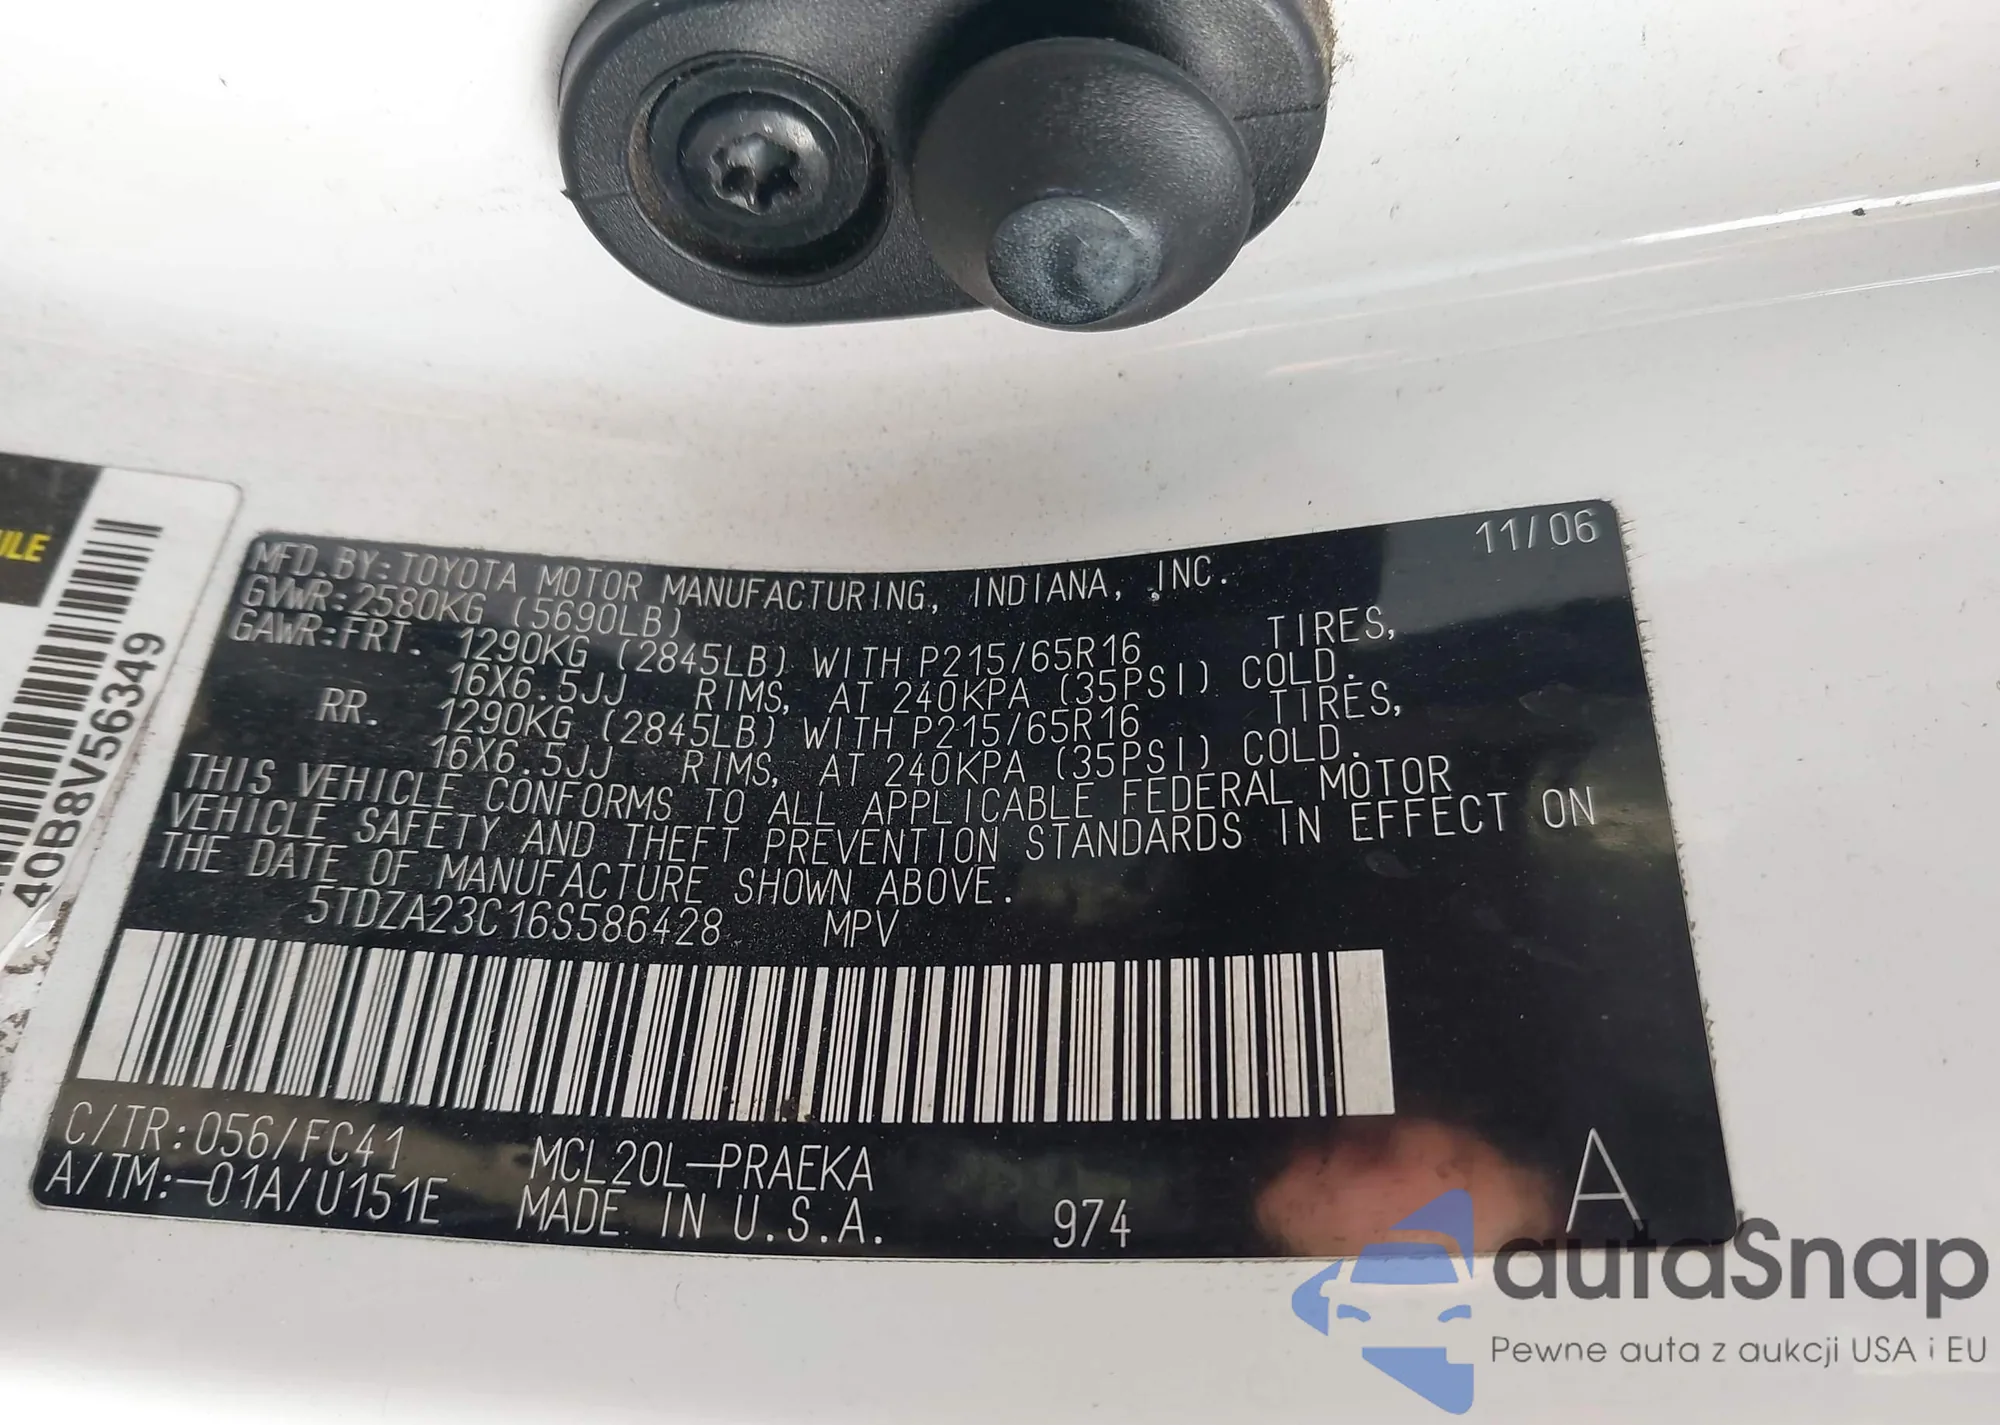 11/06
MFD.BY:TOYOTA MOTOR MANUFACTURING, INDIANA, INC.
GVWR:2580KG (5690LB)
GAWR:FRT. 1290KG (2845LB) WITH P215/65R16 TIRES,
16X6.5JJ RIMS, AT 240KPA (35PSI) COLD.
RR. 1290KG (2845LB) WITH P215/65R16 TIRES,
16X6.5JJ RIMS, AT 240KPA (35PSI) COLD.
THIS VEHICLE CONFORMS TO ALL APPLICABLE FEDERAL MOTOR
VEHICLE SAFETY AND THEFT PREVENTION STANDARDS IN EFFECT ON
THE DATE OF MANUFACTURE SHOWN ABOVE.
5TDZA23C16S586428 MPV
C/TR:056/FC41 MCL20L-PRAEKA
A/TM:-01A/U151E MADE IN U.S.A. 974 A
40B8V56349
autaSnap
Pewne auta z aukcji USA i EU